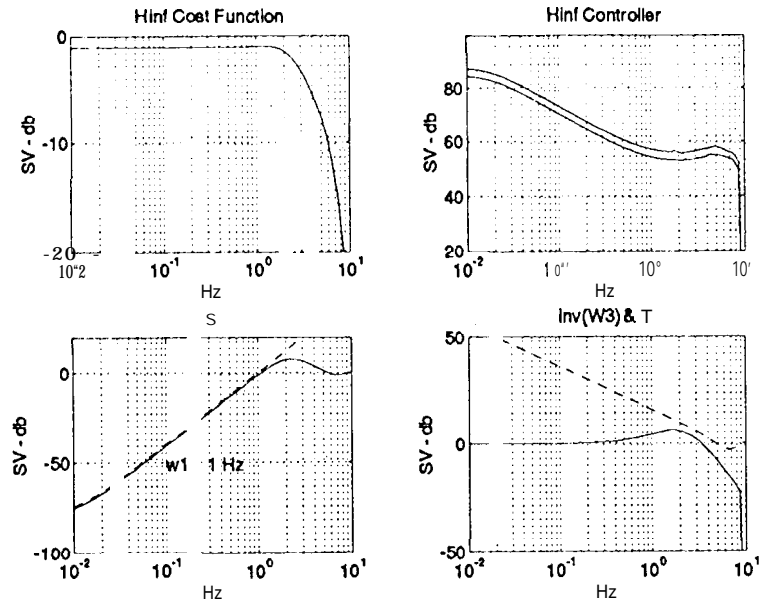 Hinf Cost Function
SV - db
0
-10
-20
10"2
10^-1
10^0
10^1
Hz
Hinf Controller
SV - db
80
60
40
20
10^-2
10^0
Hz
S
SV - db
0
-50
-100
w1 1 Hz
10^-2
10^-1
10^0
10^1
Hz
Inv(W3) & T
SV - db
50
0
-50
10^-2
10^-1
10^0
10^1
Hz